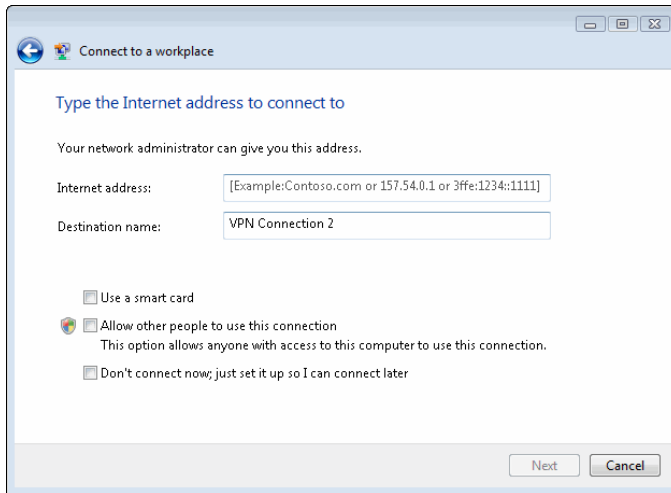 Connect to a workplace
Type the Internet address to connect to
Your network administrator can give you this address.
Internet address: [Example:Contoso.com or 157.54.0.1 or 3ffe:1234::1111]
Destination name: VPN Connection 2
Use a smart card
Allow other people to use this connection
This option allows anyone with access to this computer to use this connection.
Don't connect now; just set it up so I can connect later
Next Cancel